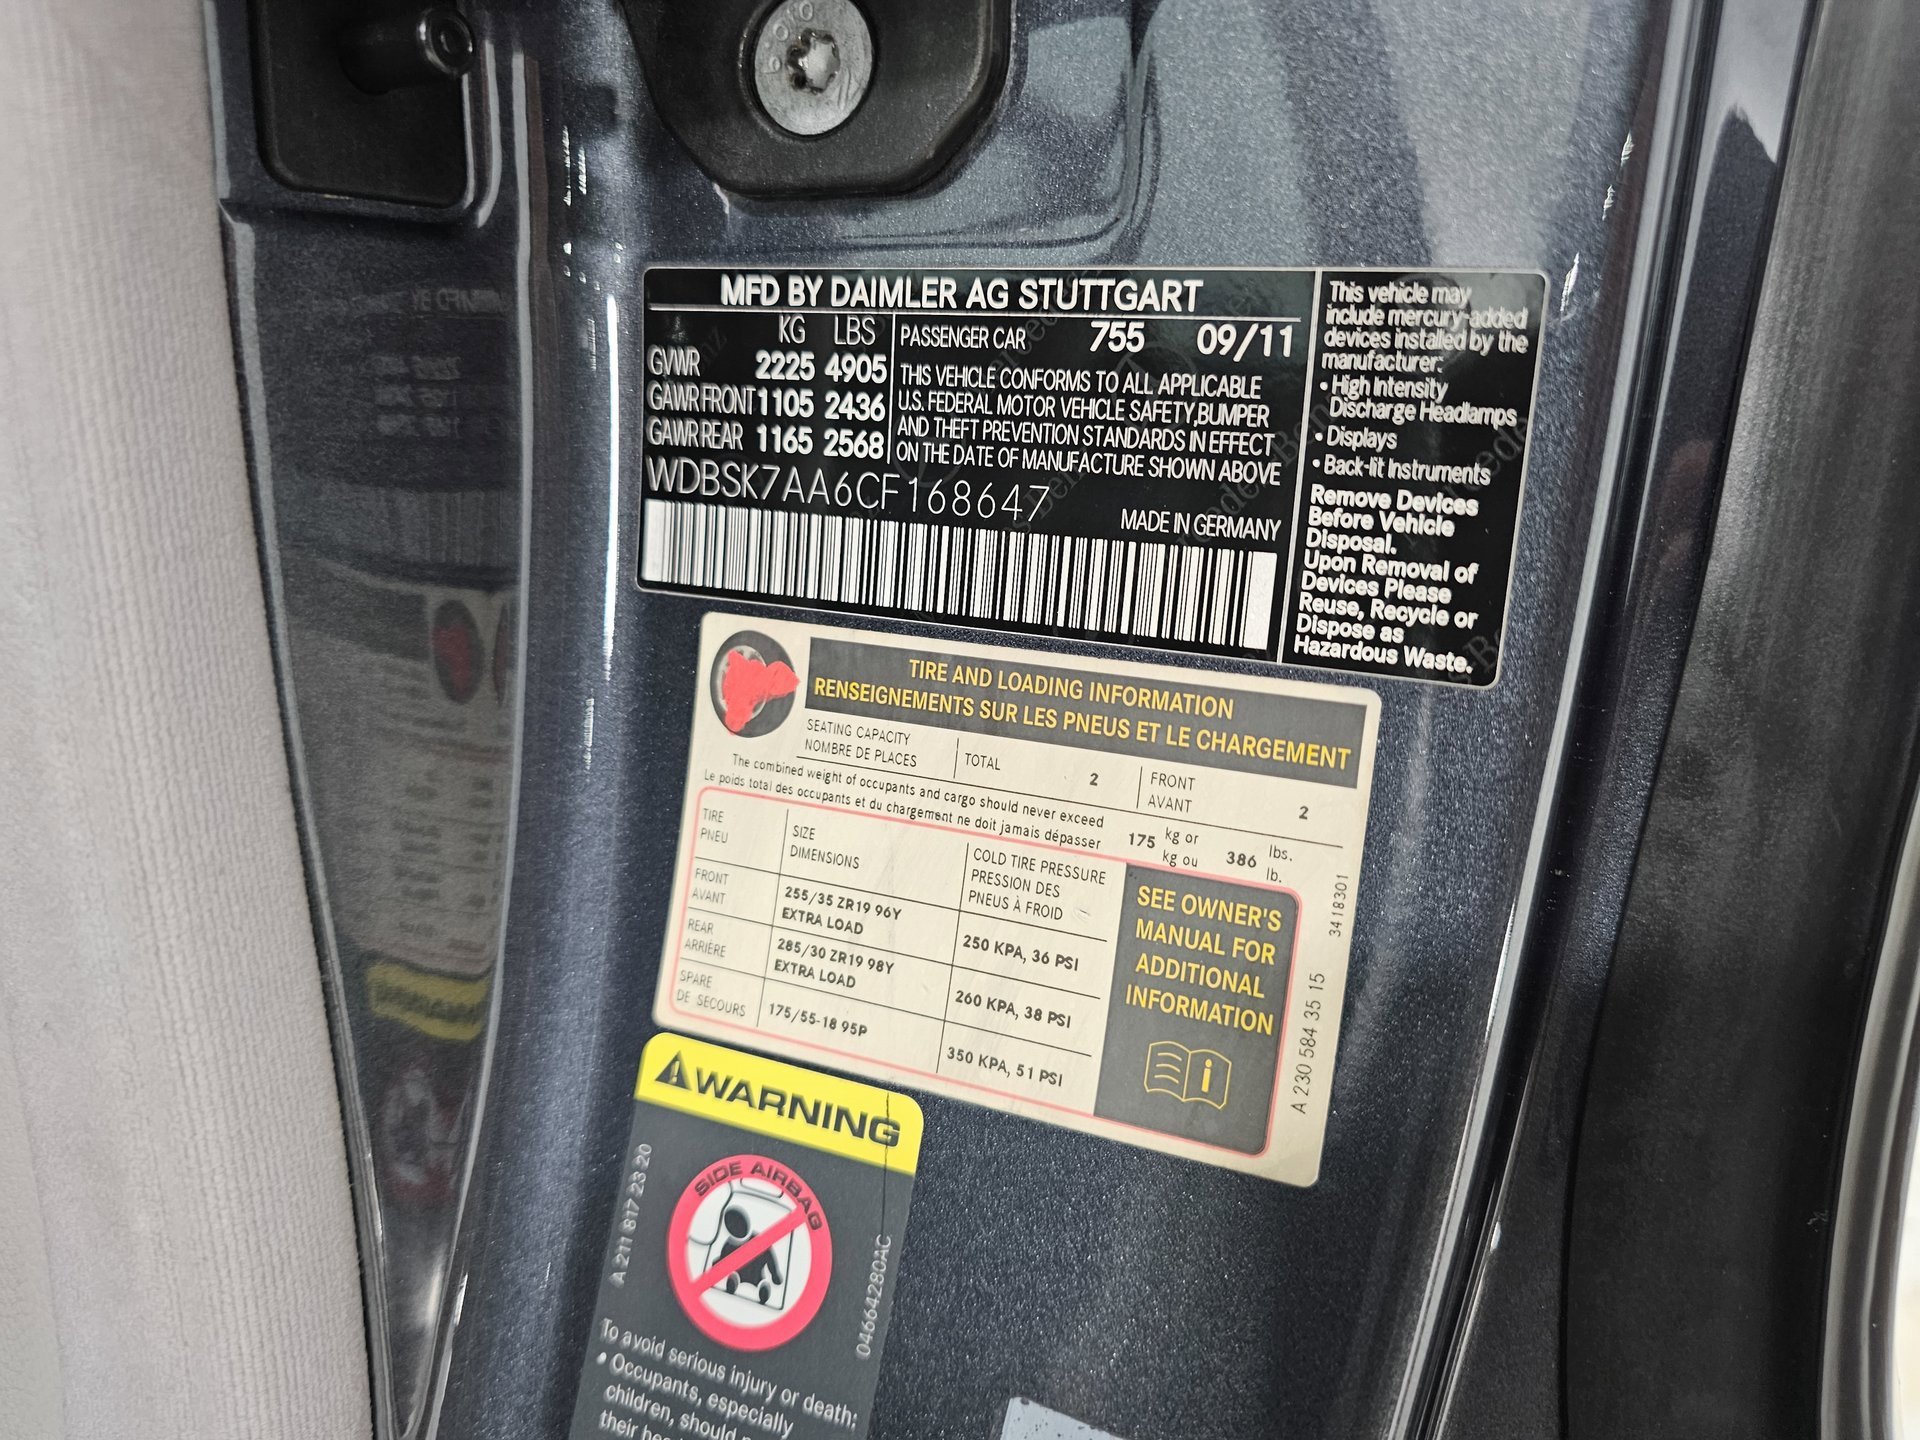 MFD BY DAIMLER AG STUTTGART
KG LBS
GVWR 2225 4905
GAWR FRONT 1105 2436
GAWR REAR 1165 2568
PASSENGER CAR 755 09/11
THIS VEHICLE CONFORMS TO ALL APPLICABLE
U.S. FEDERAL MOTOR VEHICLE SAFETY,BUMPER
AND THEFT PREVENTION STANDARDS IN EFFECT
ON THE DATE OF MANUFACTURE SHOWN ABOVE
WDBSK7AA6CF168647
MADE IN GERMANY
This vehicle may
include mercury-added
devices installed by the
manufacturer:
• High Intensity
Discharge Headlamps
• Displays
• Back-lit Instruments
Remove Devices
Before Vehicle
Disposal.
Upon Removal of
Devices Please
Reuse, Recycle or
Dispose as
Hazardous Waste.
TIRE AND LOADING INFORMATION
RENSEIGNEMENTS SUR LES PNEUS ET LE CHARGEMENT
SEATING CAPACITY
NOMBRE DE PLACES
TOTAL 2
FRONT
AVANT
2
The combined weight of occupants and cargo should never exceed
Le poids total des occupants et du chargement ne doit jamais dépasser
175 kg or
kg ou
386 lbs.
lb.
TIRE
PNEU
SIZE
DIMENSIONS
COLD TIRE PRESSURE
PRESSION DES
PNEUS À FROID
FRONT
AVANT
255/35 ZR19 96Y
EXTRA LOAD
250 KPA, 36 PSI
REAR
ARRIÈRE
285/30 ZR19 98Y
EXTRA LOAD
260 KPA, 38 PSI
SPARE
DE SECOURS
175/55-18 95P
350 KPA, 51 PSI
SEE OWNER'S
MANUAL FOR
ADDITIONAL
INFORMATION
3418301
A 230 584 35 15
WARNING
SIDE AIRBAG
A 211 817 23 20
04664280AC
To avoid serious injury or death:
• Occupants, especially
children, should
their